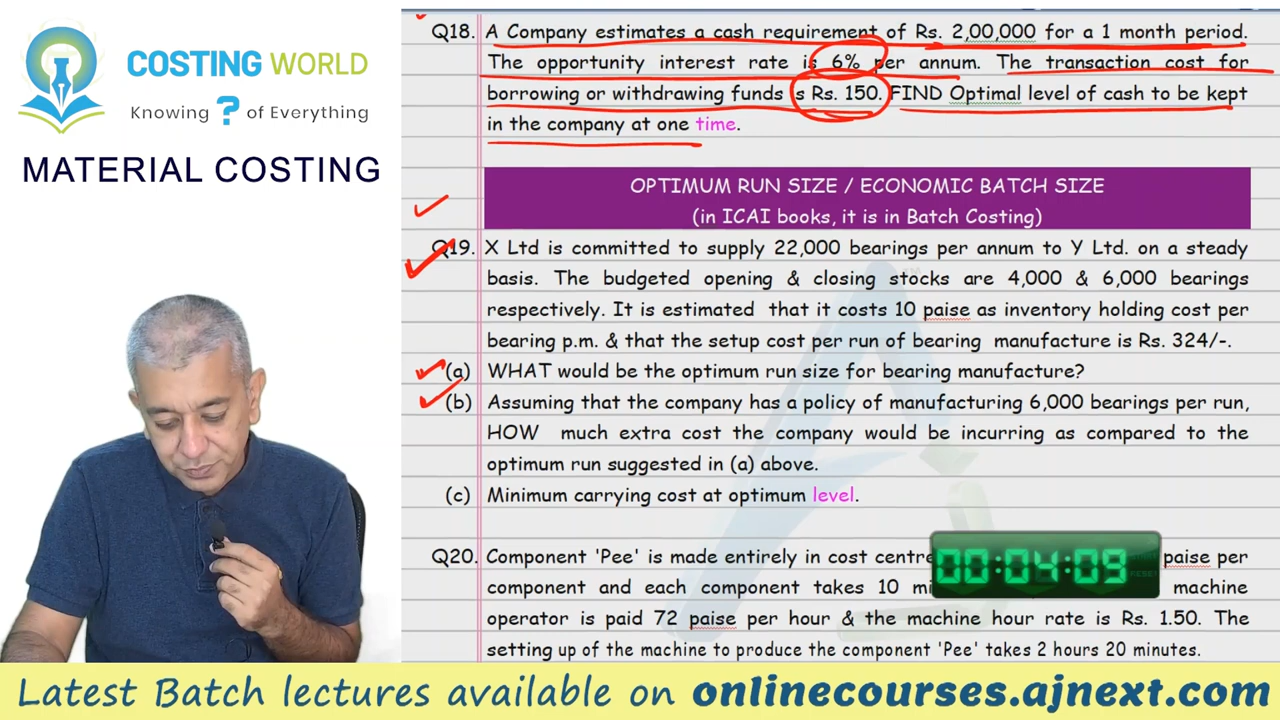 COSTING WORLD
Knowing ? of Everything
MATERIAL COSTING
Q18. A Company estimates a cash requirement of Rs. 2,00,000 for a 1 month period.
The opportunity interest rate is 6% per annum. The transaction cost for
borrowing or withdrawing funds is Rs. 150. FIND Optimal level of cash to be kept
in the company at one time.
OPTIMUM RUN SIZE / ECONOMIC BATCH SIZE
(in ICAI books, it is in Batch Costing)
Q19. X Ltd is committed to supply 22,000 bearings per annum to Y Ltd. on a steady
basis. The budgeted opening & closing stocks are 4,000 & 6,000 bearings
respectively. It is estimated that it costs 10 paise as inventory holding cost per
bearing p.m. & that the setup cost per run of bearing manufacture is Rs. 324/-.
(a) WHAT would be the optimum run size for bearing manufacture?
(b) Assuming that the company has a policy of manufacturing 6,000 bearings per run,
HOW much extra cost the company would be incurring as compared to the
optimum run suggested in (a) above.
(c) Minimum carrying cost at optimum level.
Q20. Component 'Pee' is made entirely in cost centre paise per
00:04:09
component and each component takes 10 machine
operator is paid 72 paise per hour & the machine hour rate is Rs. 1.50. The
setting up of the machine to produce the component 'Pee' takes 2 hours 20 minutes.
Latest Batch lectures available on onlinecourses.ajnext.com